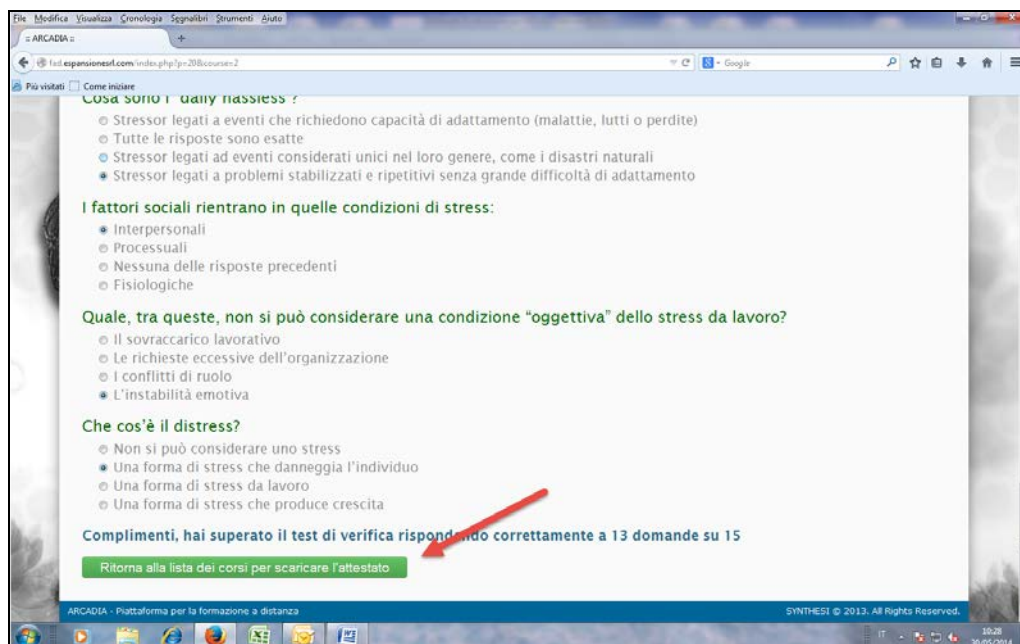 File Modifica Visualizza Cronologia Segnalibri Strumenti Aiuto
:: ARCADIA ::
fad.espansionesrl.com/index.php?p=20&course=2
Google
Più visitati Come iniziare
Cosa sono i "daily hassless"?
Stressor legati a eventi che richiedono capacità di adattamento (malattie, lutti o perdite)
Tutte le risposte sono esatte
Stressor legati ad eventi considerati unici nel loro genere, come i disastri naturali
Stressor legati a problemi stabilizzati e ripetitivi senza grande difficoltà di adattamento
I fattori sociali rientrano in quelle condizioni di stress:
Interpersonali
Processuali
Nessuna delle risposte precedenti
Fisiologiche
Quale, tra queste, non si può considerare una condizione “oggettiva” dello stress da lavoro?
Il sovraccarico lavorativo
Le richieste eccessive dell'organizzazione
I conflitti di ruolo
L'instabilità emotiva
Che cos'è il distress?
Non si può considerare uno stress
Una forma di stress che danneggia l'individuo
Una forma di stress da lavoro
Una forma di stress che produce crescita
Complimenti, hai superato il test di verifica rispondendo correttamente a 13 domande su 15
Ritorna alla lista dei corsi per scaricare l'attestato
ARCADIA - Piattaforma per la formazione a distanza
SYNTHESI © 2013. All Rights Reserved.
IT
10:28
20/05/2014